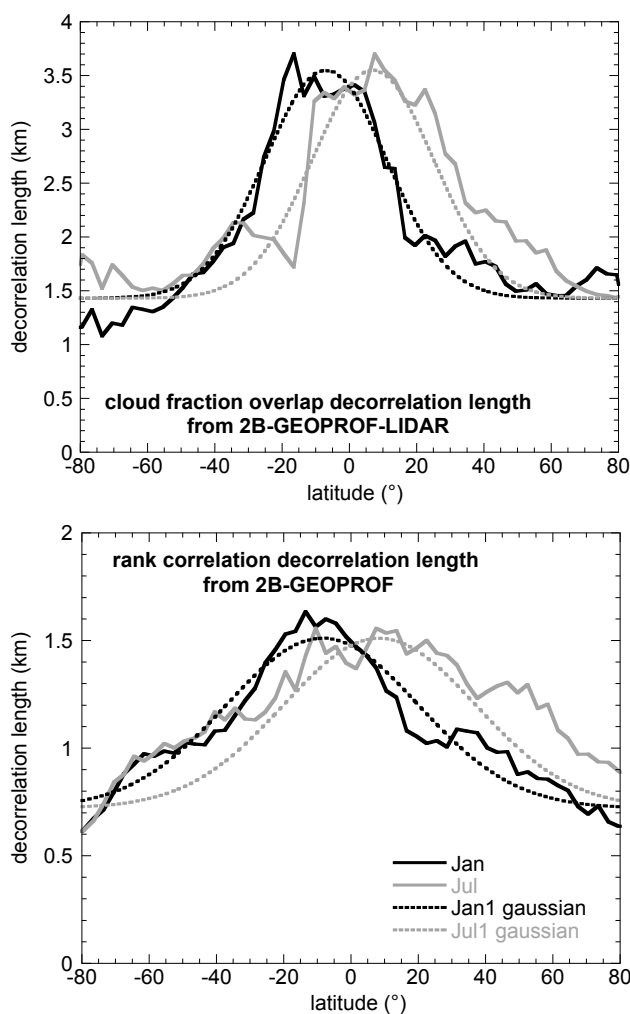 4
3.5
3
2.5
2
1.5
1
0.5
0
decorrelation length (km)
cloud fraction overlap decorrelation length
from 2B-GEOPROF-LIDAR
-80 -60 -40 -20 0 20 40 60 80
latitude (°)
2
1.5
1
0.5
0
decorrelation length (km)
rank correlation decorrelation length
from 2B-GEOPROF
Jan
Jul
Jan1 gaussian
Jul1 gaussian
-80 -60 -40 -20 0 20 40 60 80
latitude (°)